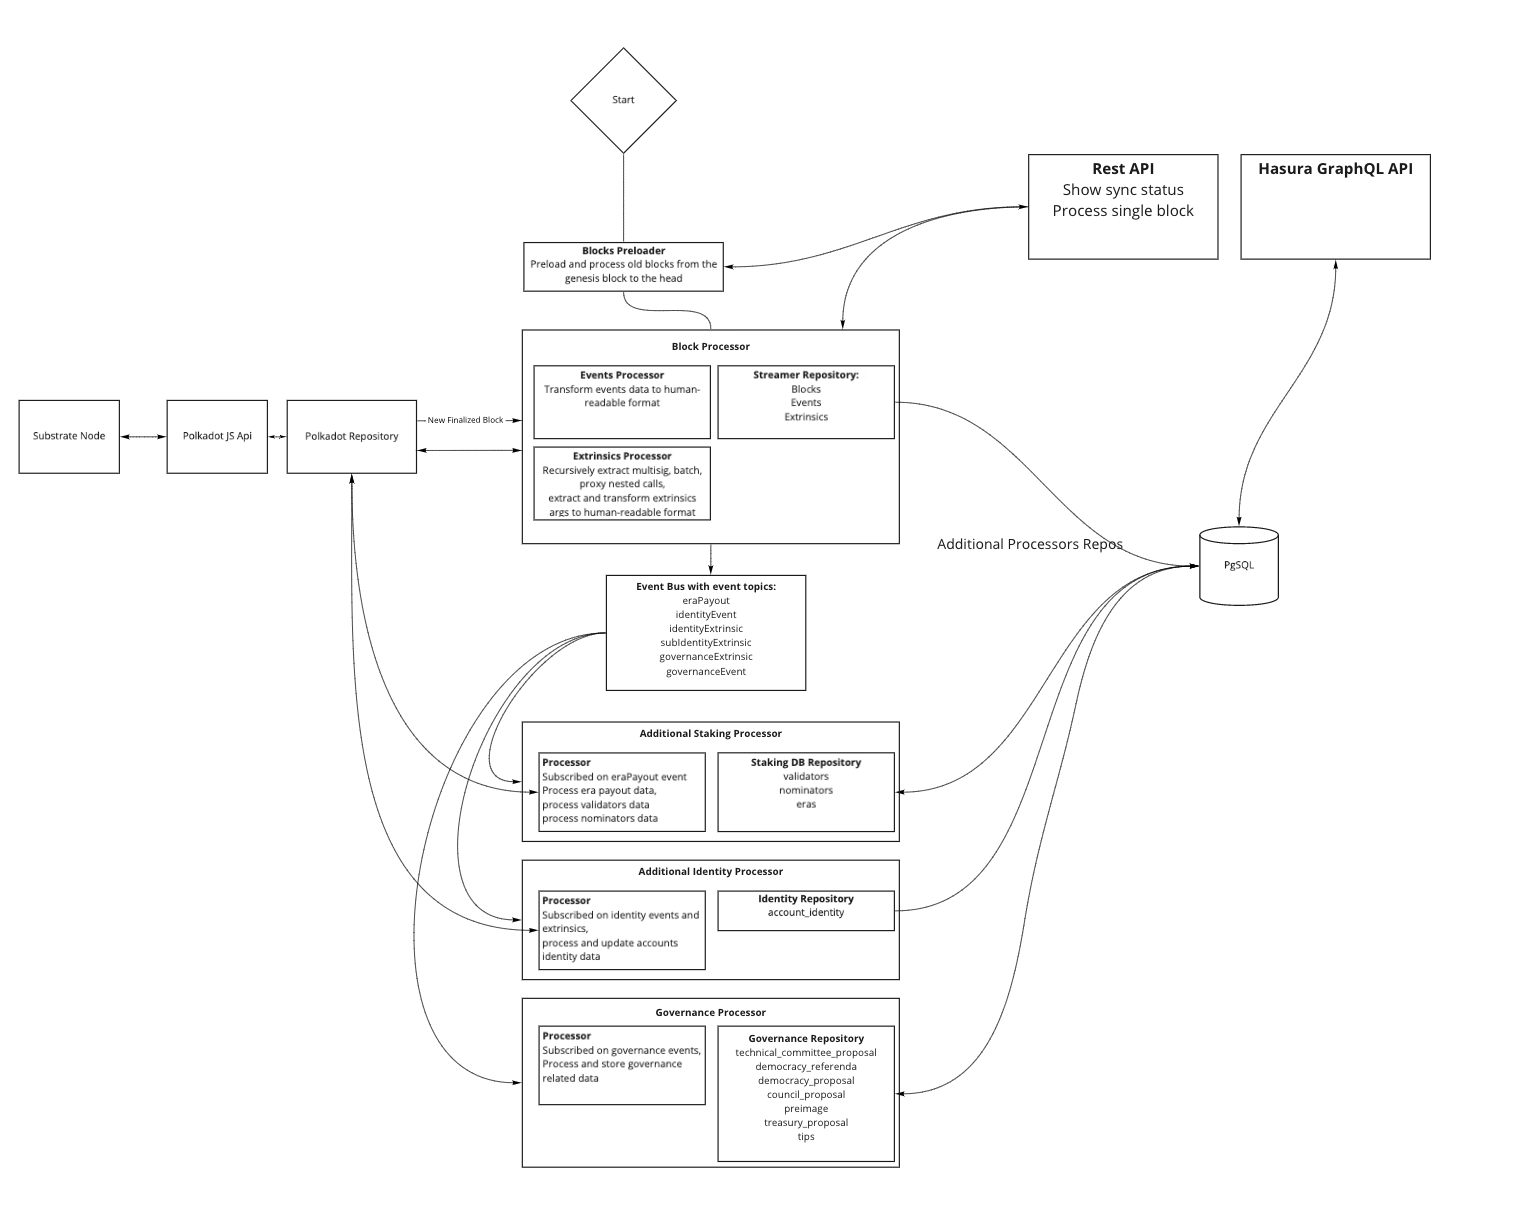 Start
Rest API
Show sync status
Process single block
Hasura GraphQL API
Blocks Preloader
Preload and process old blocks from the
genesis block to the head
Block Processor
Events Processor
Transform events data to human-
readable format
Streamer Repository:
Blocks
Events
Extrinsics
Substrate Node
Polkadot JS Api
Polkadot Repository
New Finalized Block
Extrinsics Processor
Recursively extract multisig, batch,
proxy nested calls,
extract and transform extrinsics
args to human-readable format
Additional Processors Repos
PgSQL
Event Bus with event topics:
eraPayout
identityEvent
identityExtrinsic
subIdentityExtrinsic
governanceExtrinsic
governanceEvent
Additional Staking Processor
Processor
Subscribed on eraPayout event
Process era payout data,
process validators data
process nominators data
Staking DB Repository
validators
nominators
eras
Additional Identity Processor
Processor
Subscribed on identity events and
extrinsics,
process and update accounts
identity data
Identity Repository
account_identity
Governance Processor
Processor
Subscribed on governance events,
Process and store governance
related data
Governance Repository
technical_committee_proposal
democracy_referenda
democracy_proposal
council_proposal
preimage
treasury_proposal
tips